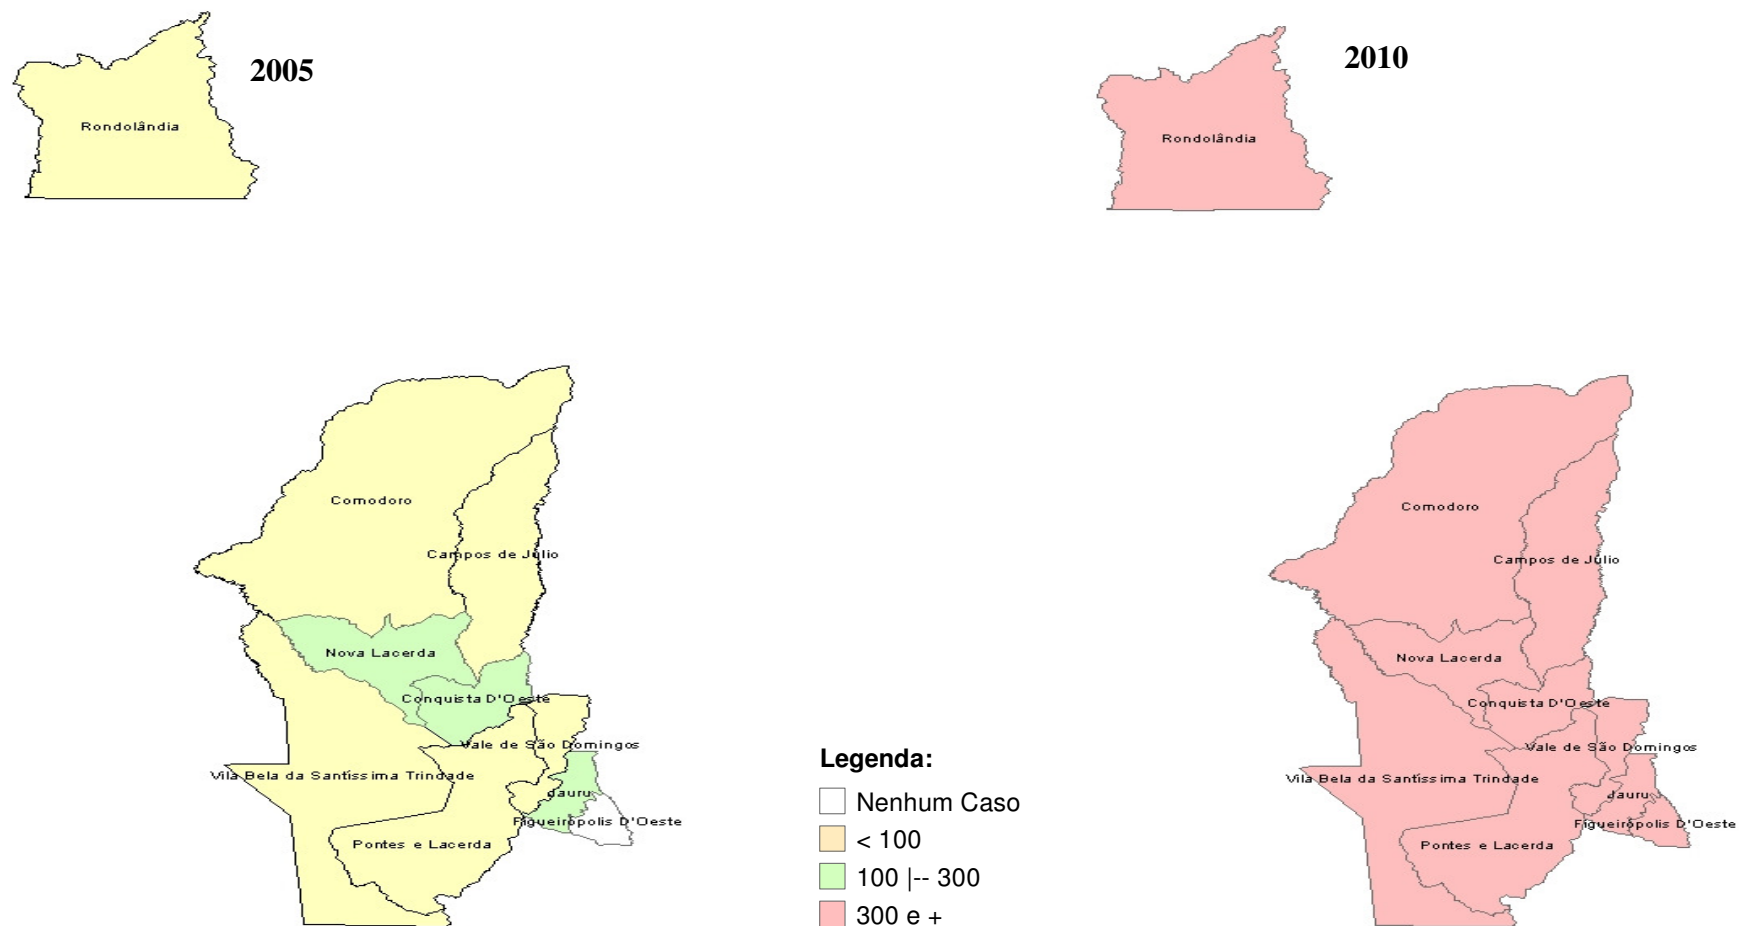 2005
Rondolândia
Comodoro
Campos de Júlio
Nova Lacerda
Conquista D'Oeste
Vale de São Domingos
Vila Bela da Santíssima Trindade
Jauru
Figueirópolis D'Oeste
Pontes e Lacerda
Legenda:
Nenhum Caso
< 100
100 |-- 300
300 e +
2010
Rondolândia
Comodoro
Campos de Júlio
Nova Lacerda
Conquista D'Oeste
Vale de São Domingos
Vila Bela da Santíssima Trindade
Jauru
Figueirópolis D'Oeste
Pontes e Lacerda